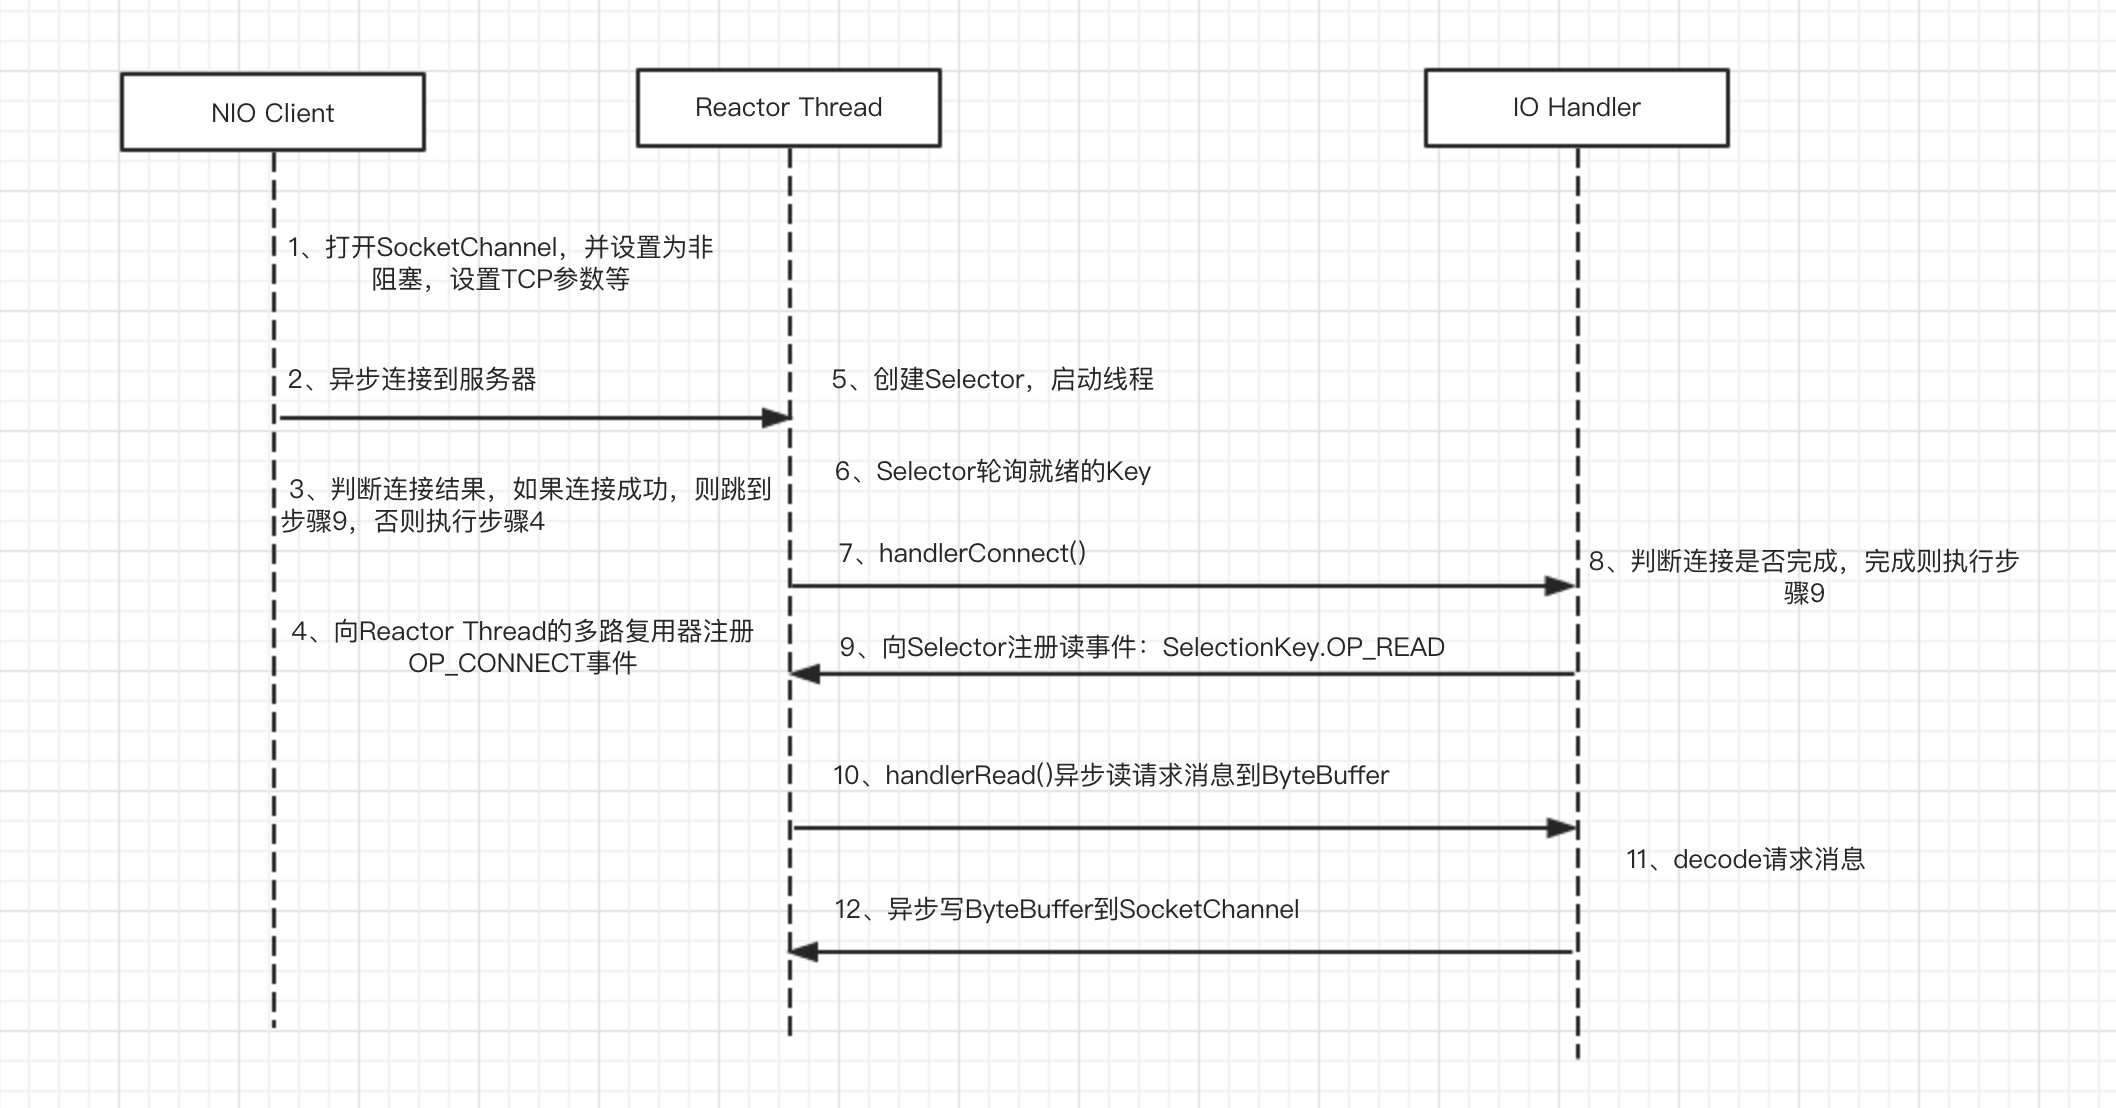 NIO Client
Reactor Thread
IO Handler
1、打开SocketChannel，并设置为非
阻塞，设置TCP参数等
2、异步连接到服务器
3、判断连接结果，如果连接成功，则跳到
步骤9，否则执行步骤4
4、向Reactor Thread的多路复用器注册
OP_CONNECT事件
5、创建Selector，启动线程
6、Selector轮询就绪的Key
7、handlerConnect()
8、判断连接是否完成，完成则执行步
骤9
9、向Selector注册读事件：SelectionKey.OP_READ
10、handlerRead()异步读请求消息到ByteBuffer
11、decode请求消息
12、异步写ByteBuffer到SocketChannel